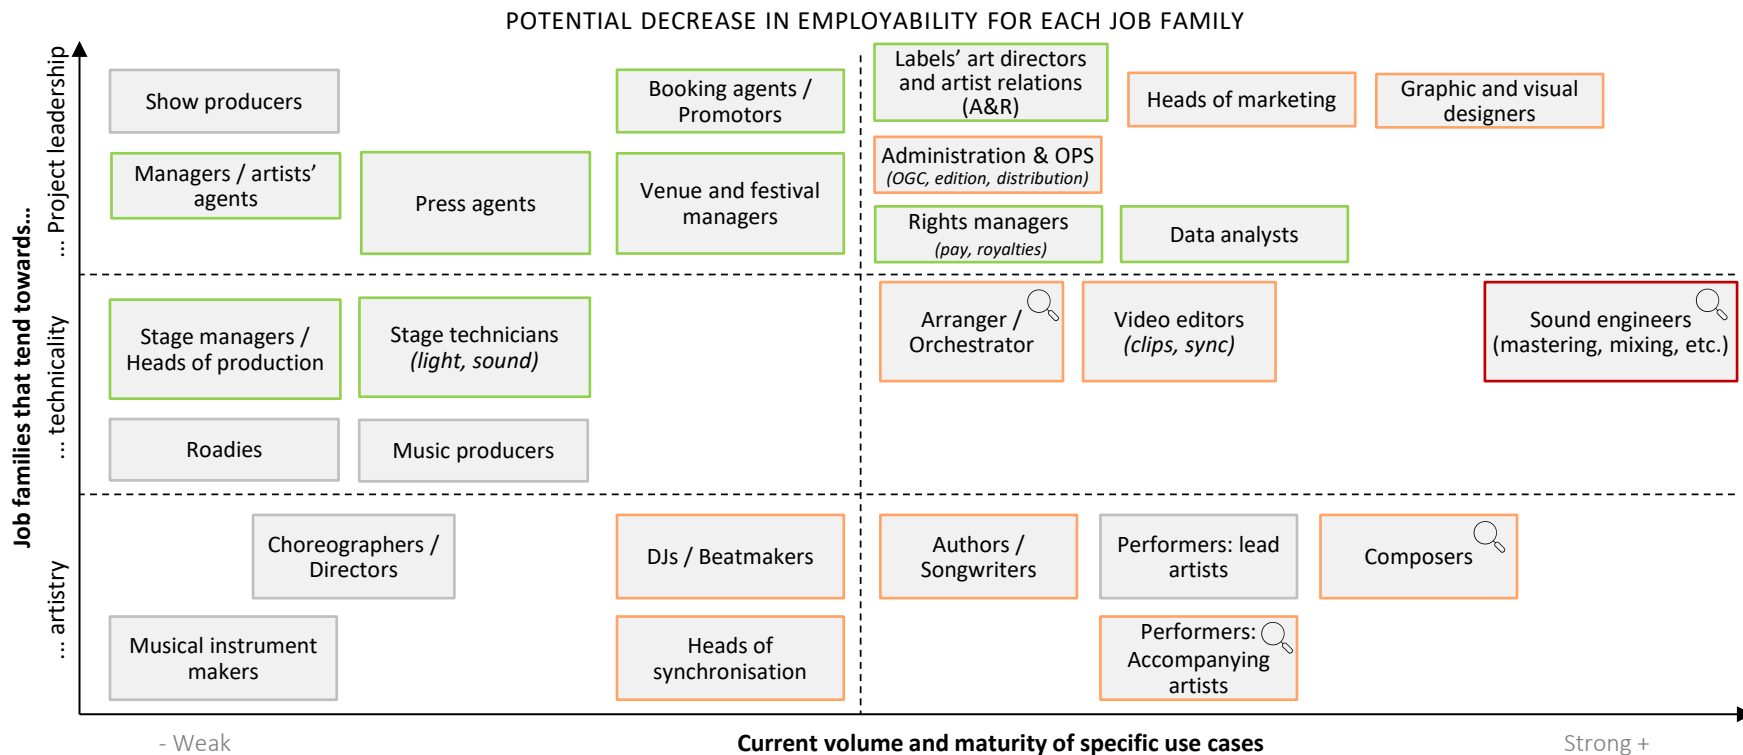 POTENTIAL DECREASE IN EMPLOYABILITY FOR EACH JOB FAMILY
Job families that tend towards...
... Project leadership
Show producers
Booking agents /
Promotors
Labels’ art directors
and artist relations
(A&R)
Heads of marketing
Graphic and visual
designers
Managers / artists’
agents
Press agents
Venue and festival
managers
Administration & OPS
(OGC, edition, distribution)
Rights managers
(pay, royalties)
Data analysts
... technicality
Stage managers /
Heads of production
Stage technicians
(light, sound)
Arranger /
Orchestrator
Video editors
(clips, sync)
Sound engineers
(mastering, mixing, etc.)
Roadies
Music producers
... artistry
Choreographers /
Directors
DJs / Beatmakers
Authors /
Songwriters
Performers: lead
artists
Composers
Musical instrument
makers
Heads of
synchronisation
Performers:
Accompanying
artists
- Weak
Current volume and maturity of specific use cases
Strong +